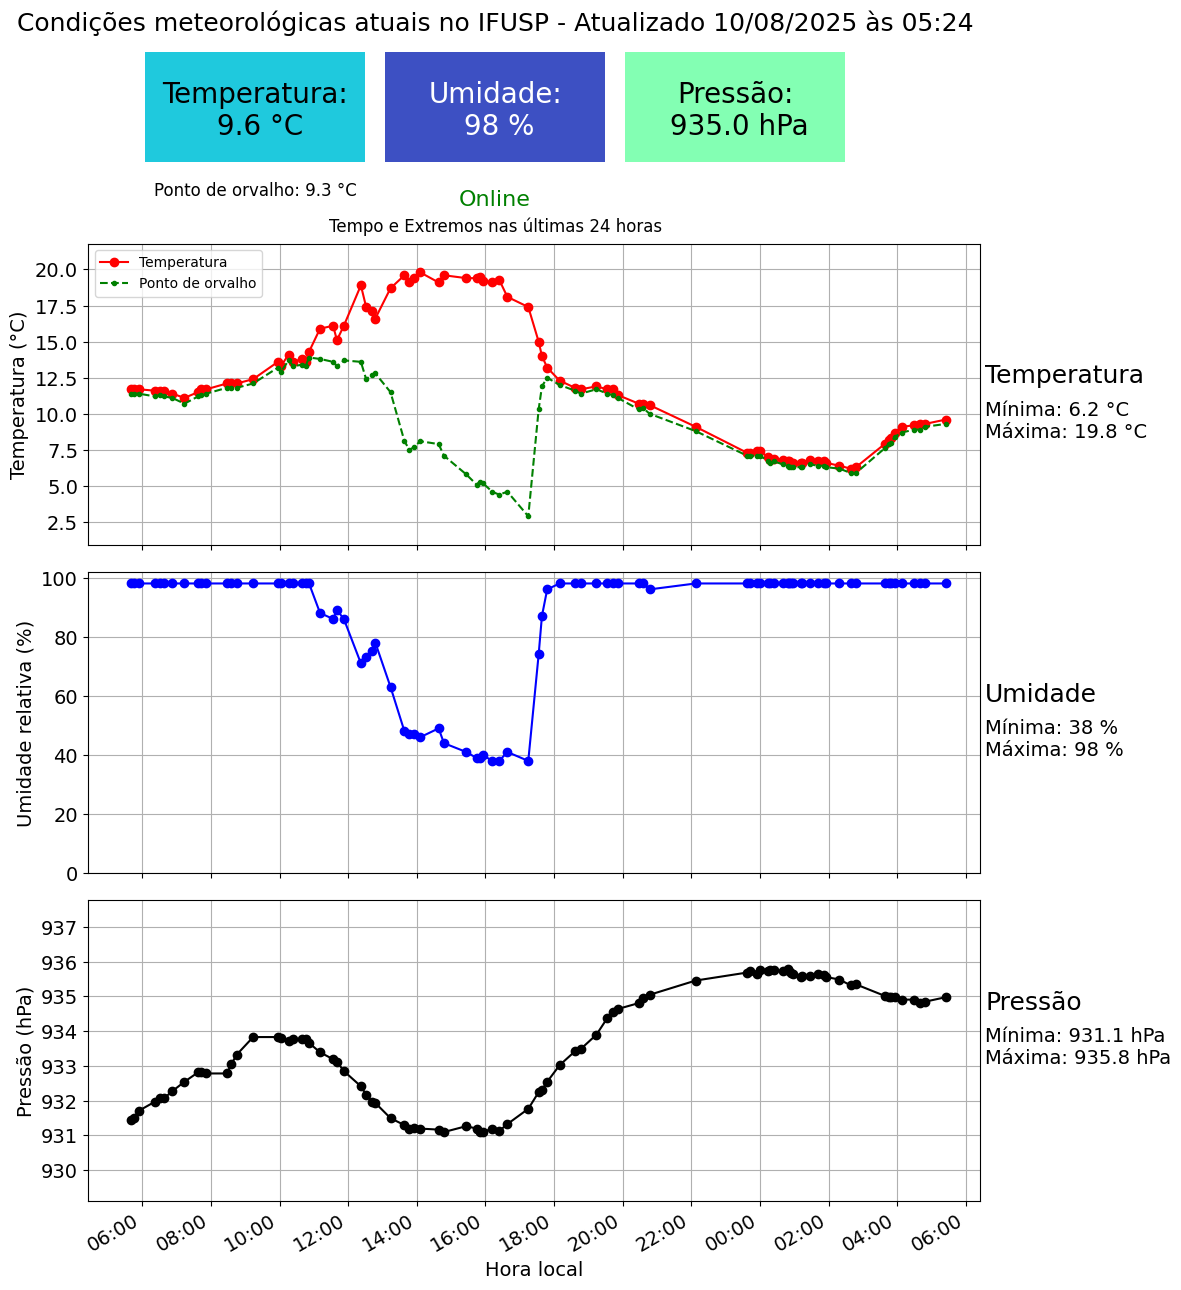 Condições meteorológicas atuais no IFUSP - Atualizado 10/08/2025 às 05:24
Temperatura:
9.6 °C
Umidade:
98 %
Pressão:
935.0 hPa
Ponto de orvalho: 9.3 °C
Online
Tempo e Extremos nas últimas 24 horas
Temperatura
Ponto de orvalho
Temperatura (°C)
20.0
17.5
15.0
12.5
10.0
7.5
5.0
2.5
Temperatura
Mínima: 6.2 °C
Máxima: 19.8 °C
Umidade relativa (%)
100
80
60
40
20
0
Umidade
Mínima: 38 %
Máxima: 98 %
Pressão (hPa)
937
936
935
934
933
932
931
930
Pressão
Mínima: 931.1 hPa
Máxima: 935.8 hPa
06:00 08:00 10:00 12:00 14:00 16:00 18:00 20:00 22:00 00:00 02:00 04:00 06:00
Hora local